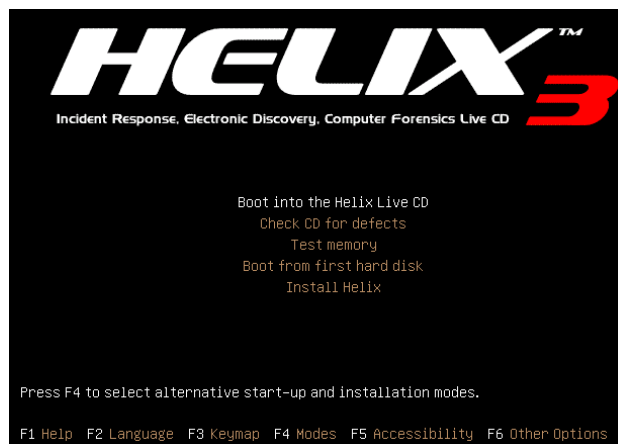 HELIX™
3
Incident Response, Electronic Discovery, Computer Forensics Live CD
Boot into the Helix Live CD
Check CD for defects
Test memory
Boot from first hard disk
Install Helix
Press F4 to select alternative start-up and installation modes.
F1 Help F2 Language F3 Keymap F4 Modes F5 Accessibility F6 Other Options